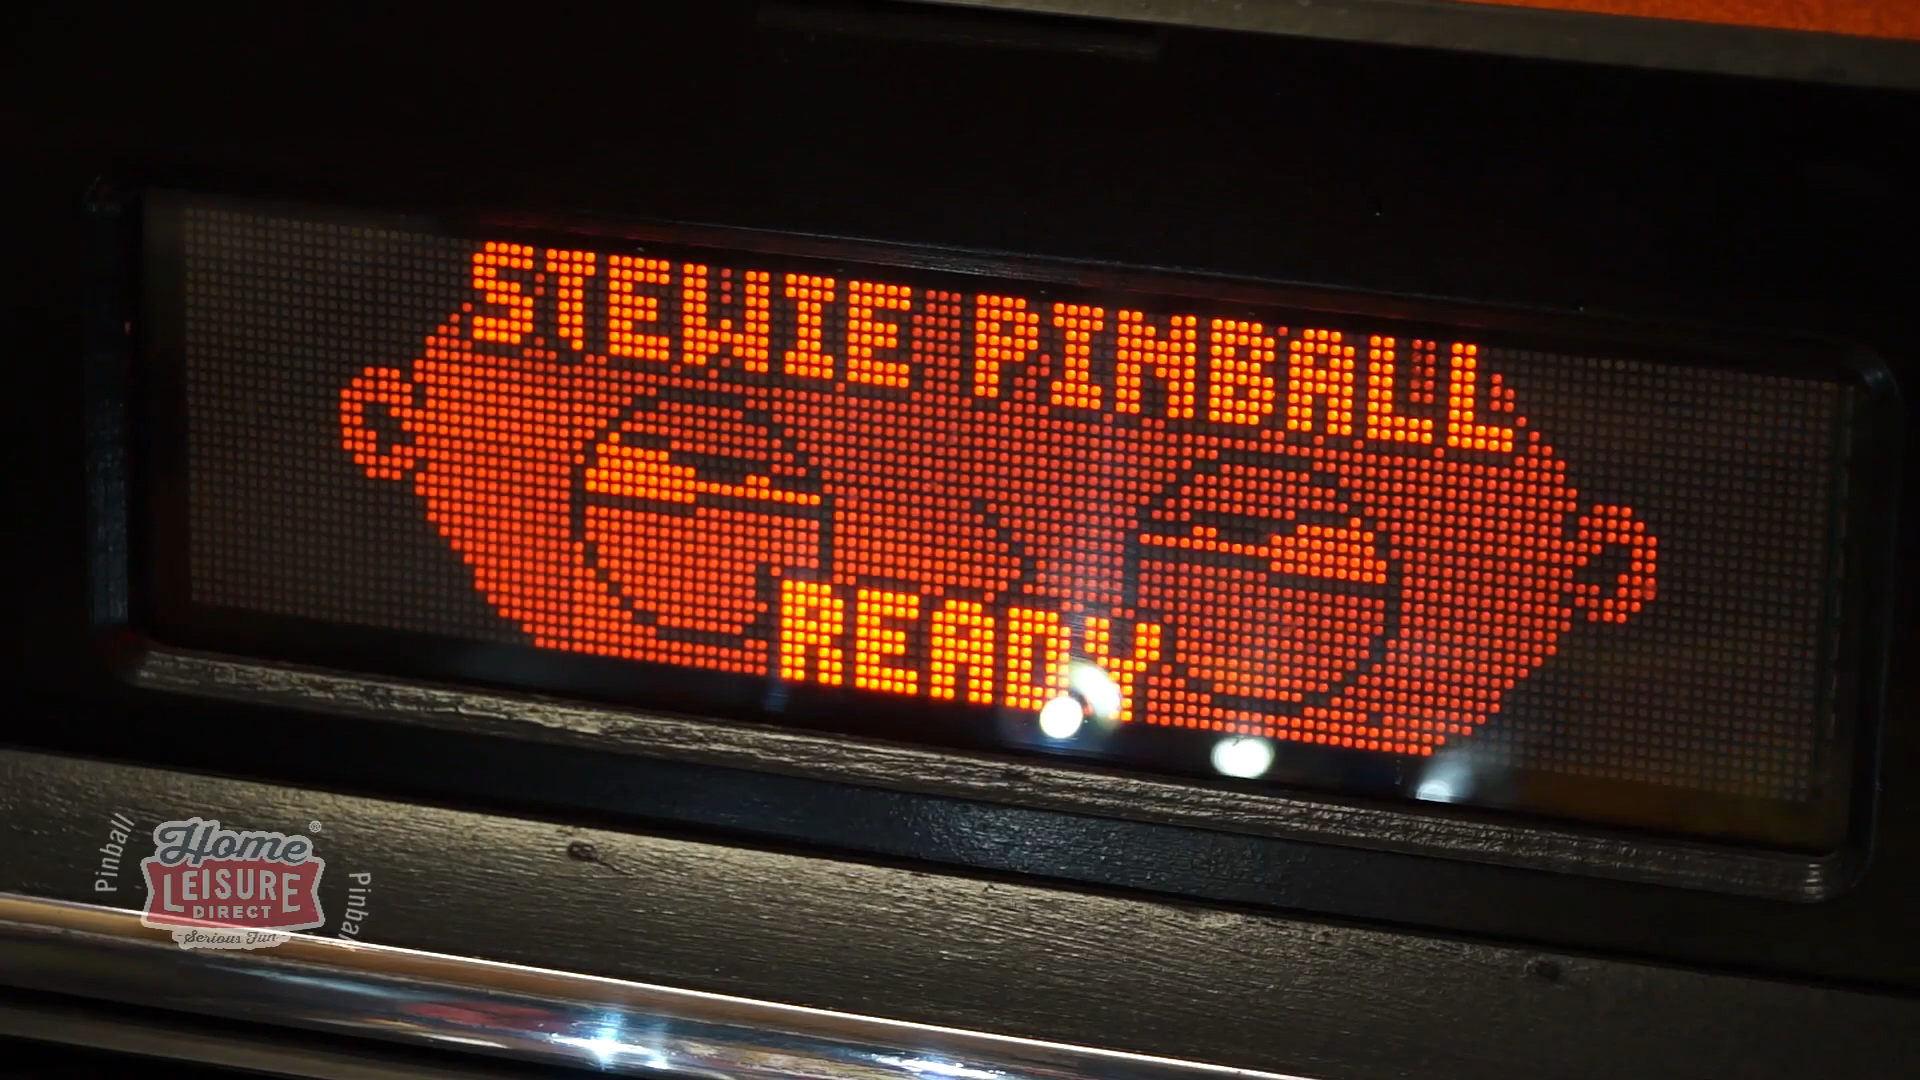 STEWIE PINBALL
READY
Pinball
Home
LEISURE
DIRECT
-Serious Fun-
Pinball